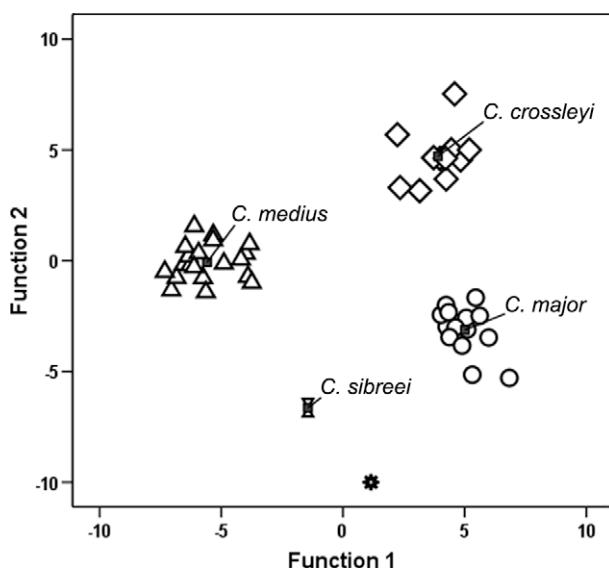 10
C. crossleyi
5
C. medius
Function 2
0
C. major
-5
C. sibreei
-10
-10 -5 0 5 10
Function 1